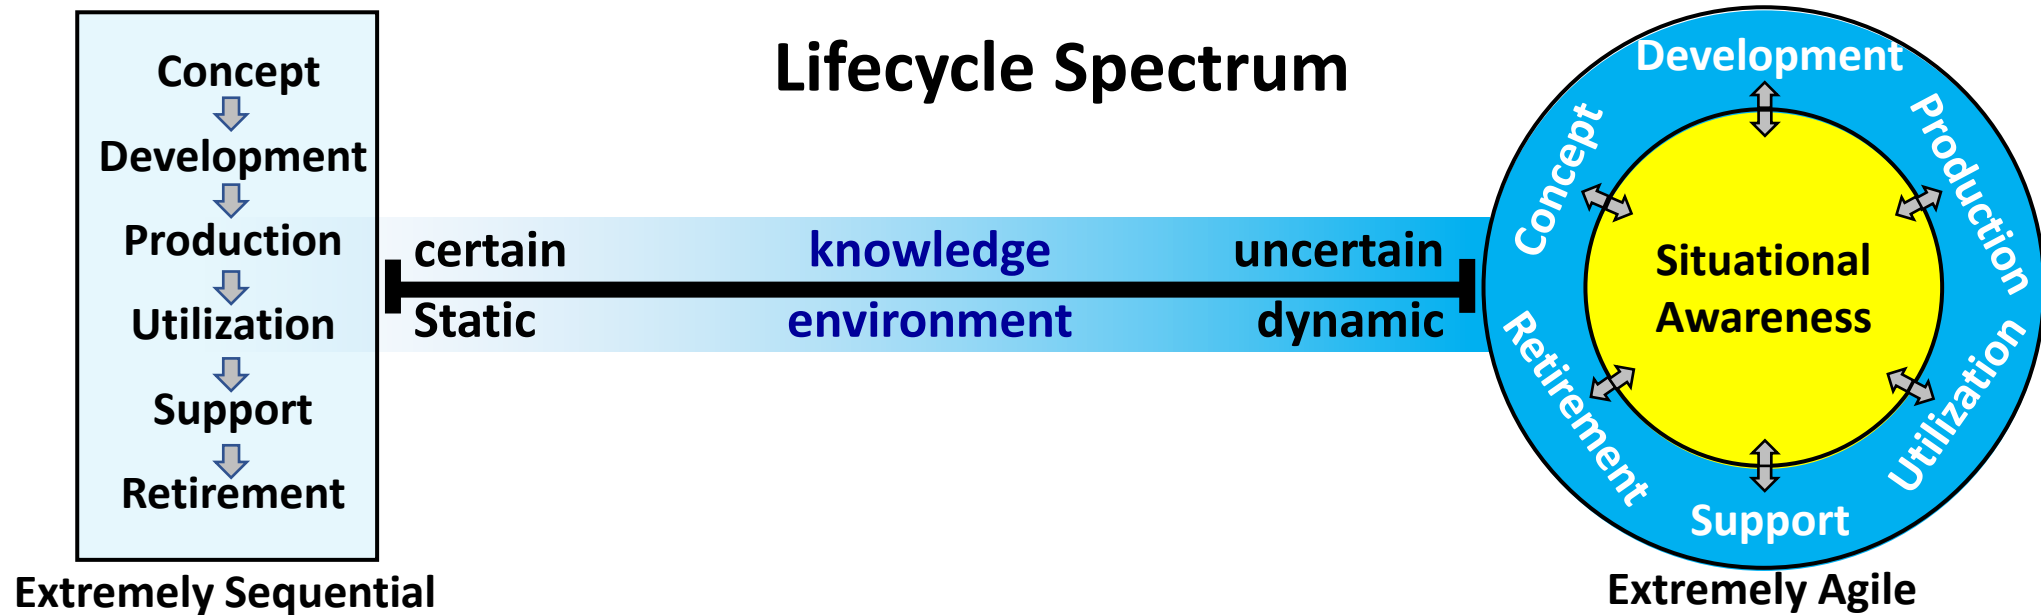 Lifecycle Spectrum
Concept
Development
Production
Utilization
Support
Retirement
Extremely Sequential
certain knowledge uncertain
Static environment dynamic
Concept
Development
Production
Utilization
Support
Retirement
Situational
Awareness
Extremely Agile